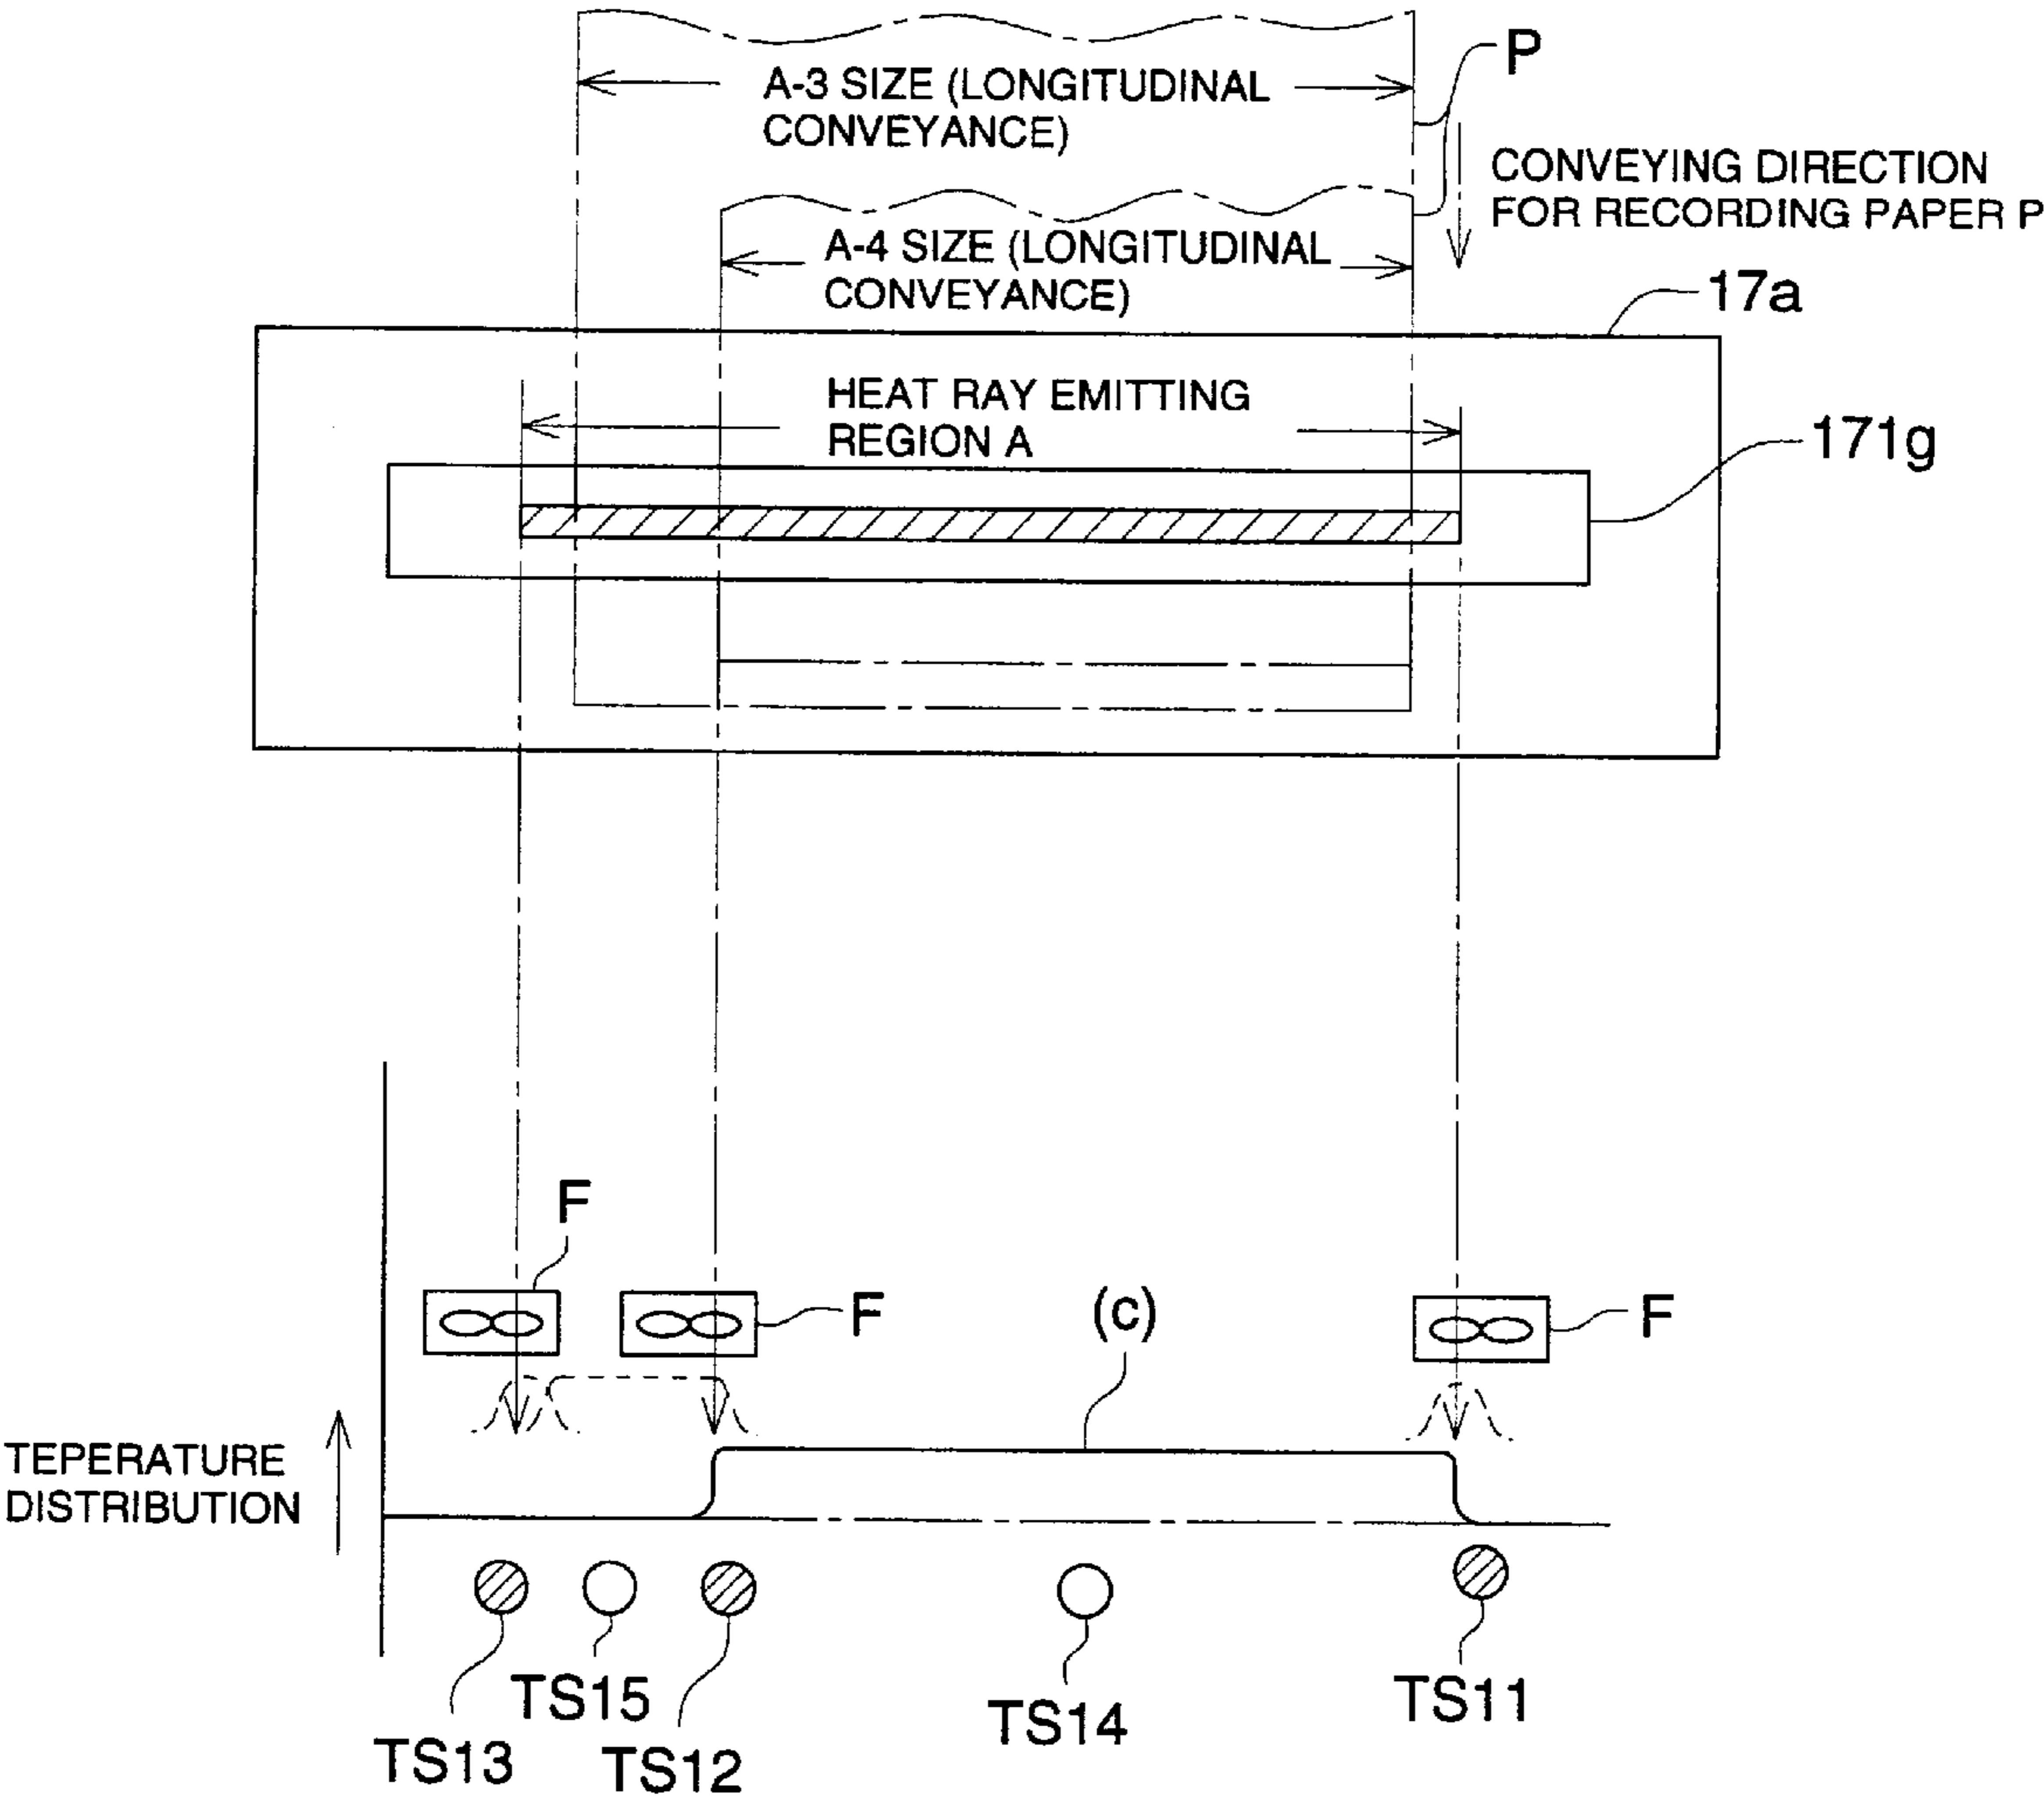 P
A-3 SIZE (LONGITUDINAL
CONVEYANCE)
CONVEYING DIRECTION
FOR RECORDING PAPER P
A-4 SIZE (LONGITUDINAL
CONVEYANCE)
17a
HEAT RAY EMITTING
REGION A
171g
F
F
(c)
F
TEPERATURE
DISTRIBUTION
TS15
TS14
TS11
TS13
TS12